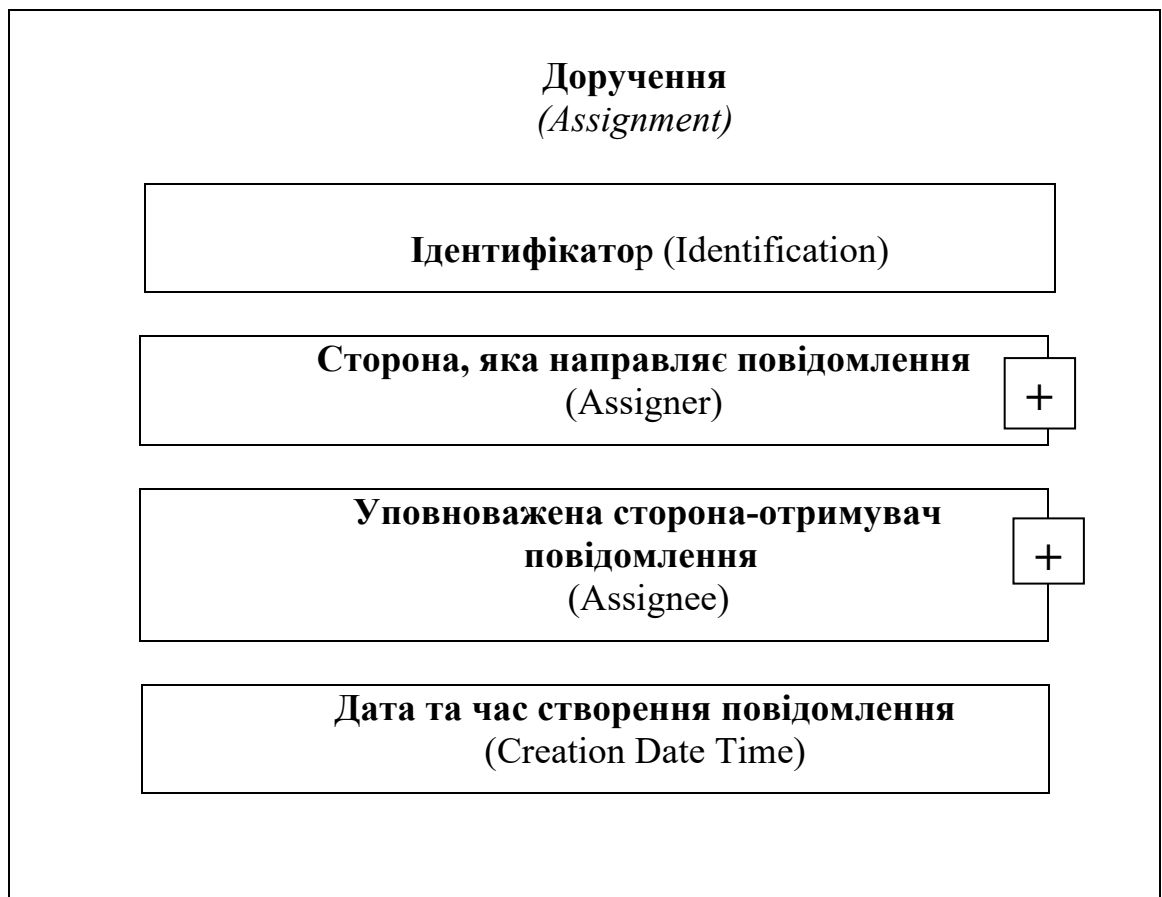 Доручення
(Assignment)
Ідентифікатор (Identification)
Сторона, яка направляє повідомлення
(Assigner)
+
Уповноважена сторона-отримувач
повідомлення
(Assignee)
+
Дата та час створення повідомлення
(Creation Date Time)